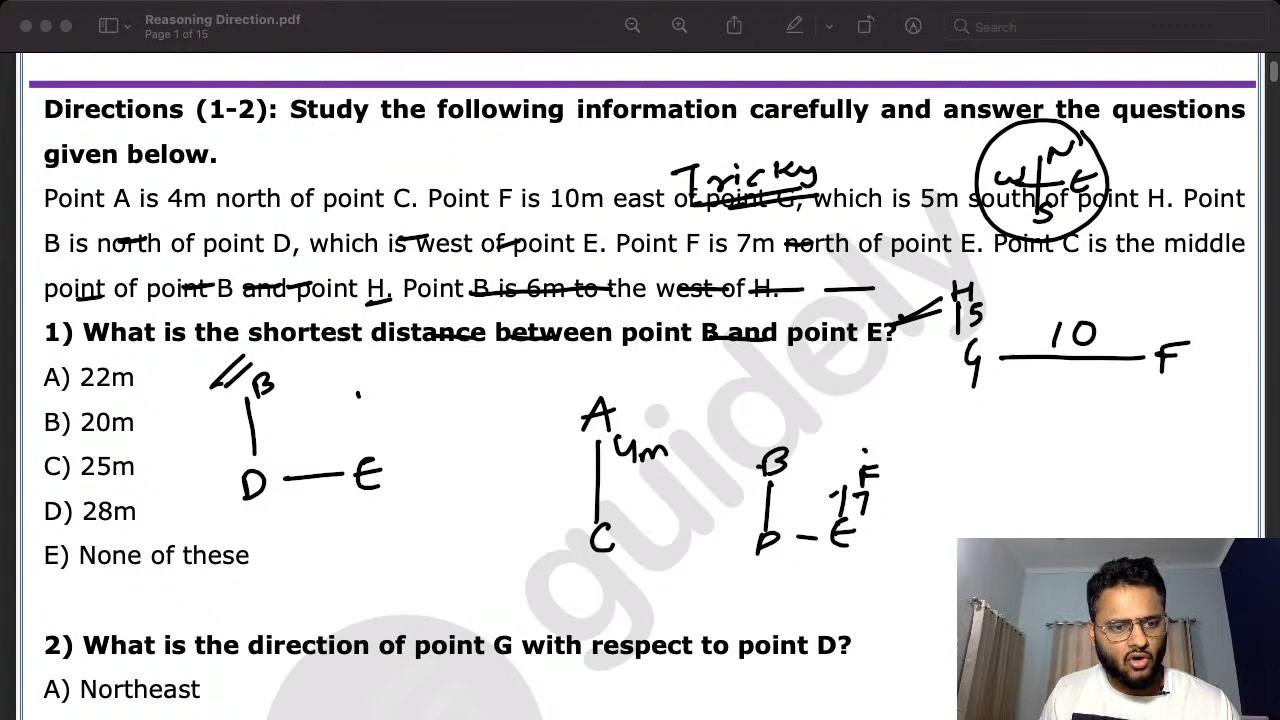 Reasoning Direction.pdf
Page 1 of 15
Search
Directions (1-2): Study the following information carefully and answer the questions
given below.
Tricky
N
W E
S
Point A is 4m north of point C. Point F is 10m east of point G, which is 5m south of point H. Point
B is north of point D, which is west of point E. Point F is 7m north of point E. Point C is the middle
point of point B and point H. Point B is 6m to the west of H.
1) What is the shortest distance between point B and point E?
H
5
G 10 F
A) 22m
B) 20m
C) 25m
D) 28m
E) None of these
B
D E
A
4m
C
B F
7
D E
guidely
2) What is the direction of point G with respect to point D?
A) Northeast